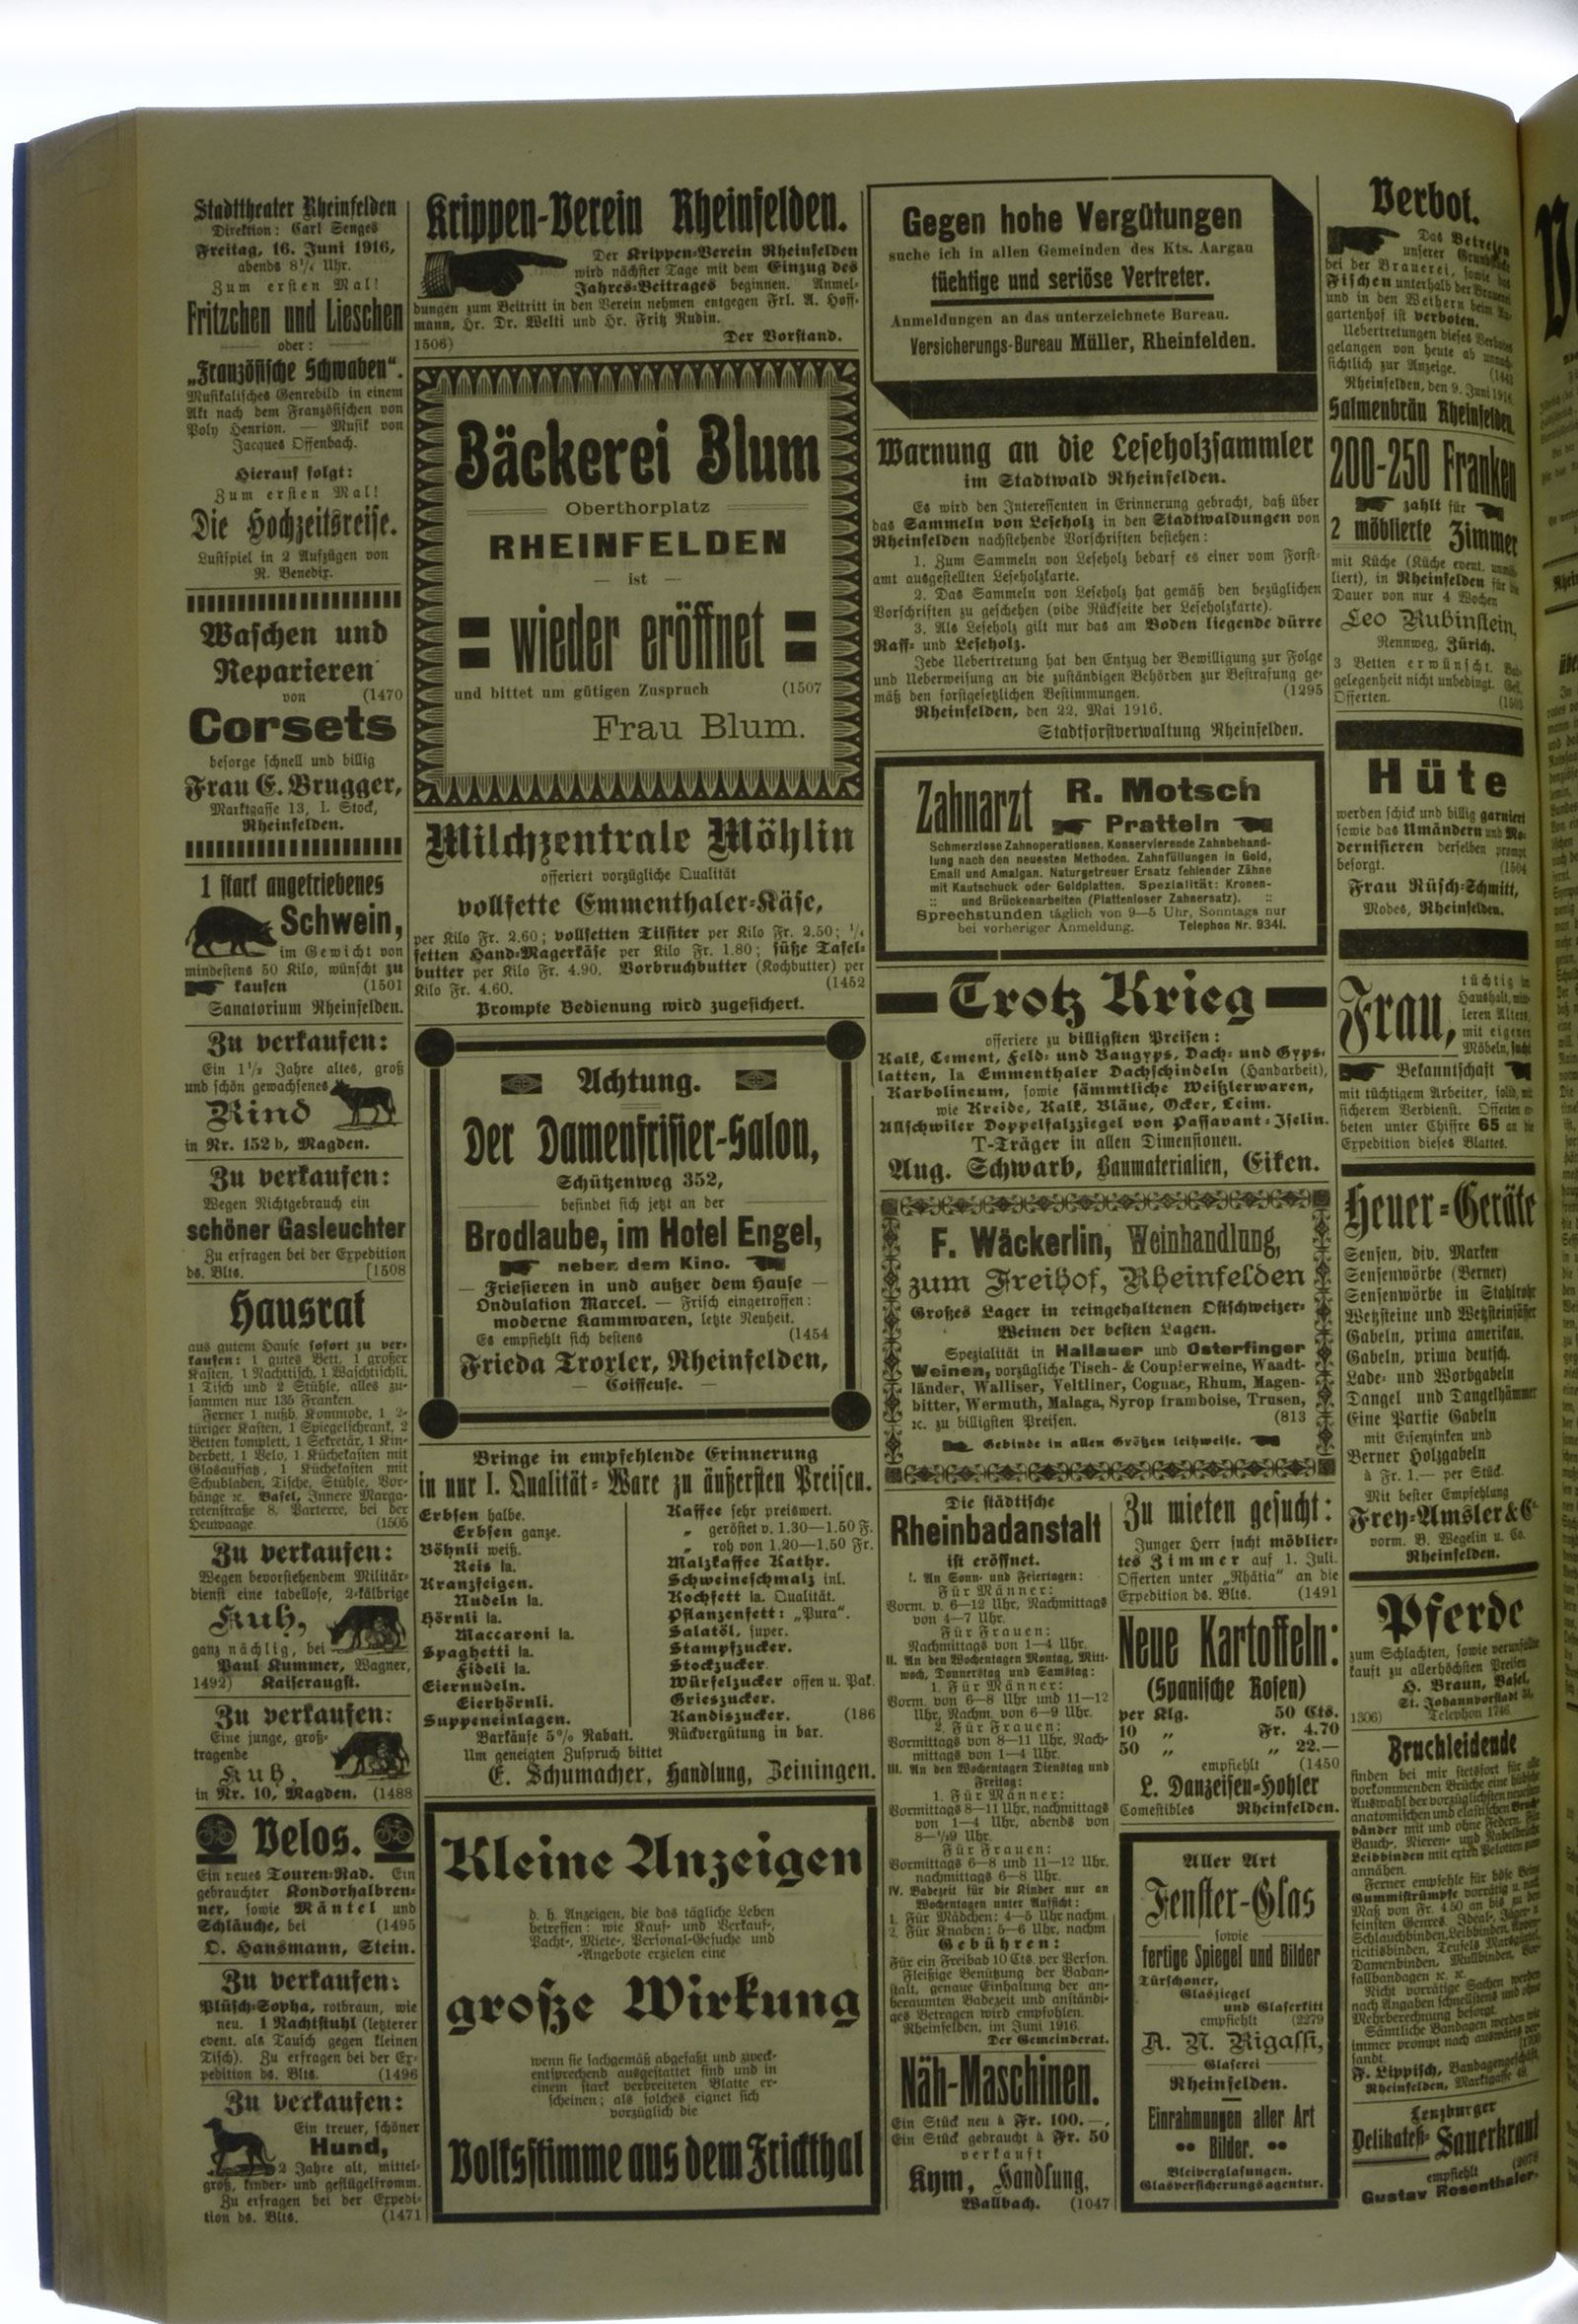 Stadttheater Rheinfelden
Direktion: Carl Senges
Freitag, 16. Juni 1916,
abends 8¼ Uhr.
Zum ersten Mal!
Fritzchen und Lieschen
oder:
„Französische Schwaben“.
Musikalisches Genrebild in einem
Akt nach dem Französischen von
Poly Henrion. — Musik von
Jacques Offenbach.
Hierauf folgt:
Zum ersten Mal!
Die Hochzeitsreise.
Lustspiel in 2 Aufzügen von
R. Benedix.
Waschen und
Reparieren
von (1470
Corsets
besorge schnell und billig
Frau E. Brugger,
Marktgasse 13, I. Stock,
Rheinfelden.
1 stark angetriebenes
Schwein,
im Gewicht von
mindestens 50 Kilo, wünscht zu
kaufen (1501
Sanatorium Rheinfelden.
Zu verkaufen:
Ein 1½ Jahre altes, groß
und schön gewachsenes
Rind
in Nr. 152 b, Magden.
Zu verkaufen:
Wegen Nichtgebrauch ein
schöner Gasleuchter
Zu erfragen bei der Expedition
ds. Blts. [1508
Hausrat
aus gutem Hause sofort zu ver-
kaufen: 1 gutes Bett, 1 großer
Kasten, 1 Nachttisch, 1 Waschtischli,
1 Tisch und 2 Stühle, alles zu-
sammen nur 135 Franken.
Ferner 1 nußb. Kommode, 1 2-
türiger Kasten, 1 Spiegelschrank, 2
Betten komplett, 1 Sekretär, 1 Kin-
derbett, 1 Velo, 1 Küchekasten mit
Glasaufsatz, 1 Küchekasten mit
Schubladen, Tische, Stühle, Vor-
hänge ꝛc. Basel, Innere Marga-
retenstraße 8, Parterre, bei der
Heuwaage. (1505
Zu verkaufen:
Wegen bevorstehendem Militär-
dienst eine tadellose, 2-kälbrige
Kuh,
ganz nächlig, bei
Paul Kummer, Wagner,
1492) Kaiseraugst.
Zu verkaufen:
Eine junge, groß-
tragende
Kuh,
in Nr. 10, Magden. (1488
Velos.
Ein neues Touren-Rad. Ein
gebrauchter Kondorhalbren-
ner, sowie Mäntel und
Schläuche, bei (1495
O. Hausmann, Stein.
Zu verkaufen:
Plüsch-Sopha, rotbraun, wie
neu. 1 Nachtstuhl (letzterer
event. als Tausch gegen kleinen
Tisch). Zu erfragen bei der Ex-
pedition ds. Blts. (1496
Zu verkaufen:
Ein treuer, schöner
Hund,
2 Jahre alt, mittel-
groß, kinder- und geflügelfromm.
Zu erfragen bei der Expedi-
tion ds. Blts. (1471
Krippen-Verein Rheinfelden.
Der Krippen-Verein Rheinfelden
wird nächster Tage mit dem Einzug des
Jahres-Beitrages beginnen. Anmel-
dungen zum Beitritt in den Verein nehmen entgegen Frl. A. Hoff-
mann, Hr. Dr. Welti und Hr. Fritz Rudin.
1506) Der Vorstand.
Bäckerei Blum
Oberthorplatz
RHEINFELDEN
— ist —
wieder eröffnet
und bittet um gütigen Zuspruch (1507
Frau Blum.
Milchzentrale Möhlin
offeriert vorzügliche Qualität
vollfette Emmenthaler-Käse,
per Kilo Fr. 2.60; vollfetten Tilsiter per Kilo Fr. 2.50; ¼
fetten Hand-Magerkäse per Kilo Fr. 1.80; süße Tafel-
butter per Kilo Fr. 4.90. Vorbruchbutter (Kochbutter) per
Kilo Fr. 4.60. (1452
Prompte Bedienung wird zugesichert.
Achtung.
Der Damenfrisier-Salon,
Schützenweg 352,
befindet sich jetzt an der
Brodlaube, im Hotel Engel,
neben dem Kino.
— Friesieren in und außer dem Hause —
Ondulation Marcel. — Frisch eingetroffen:
moderne Kammwaren, letzte Neuheit.
Es empfiehlt sich bestens (1454
Frieda Troxler, Rheinfelden,
— Coiffeuse. —
Bringe in empfehlende Erinnerung
in nur I. Qualität-Ware zu äußersten Preisen.
Erbsen halbe.
Erbsen ganze.
Böhnli weiß.
Reis Ia.
Kranzfeigen.
Nudeln Ia.
Hörnli Ia.
Maccaroni Ia.
Spaghetti Ia.
Fideli Ia.
Eiernudeln.
Eierhörnli.
Suppeneinlagen.
Kaffee sehr preiswert.
„ geröstet v. 1.30—1.50 F.
„ roh von 1.20—1.50 Fr.
Malzkaffee Kathr.
Schweineschmalz inl.
Kochfett Ia. Qualität.
Pflanzenfett: „Pura“.
Salatöl, super.
Stampfzucker.
Stockzucker.
Würfelzucker offen u. Pak.
Grieszucker.
Kandiszucker. (186
Barkäufe 5% Rabatt. Rückvergütung in bar.
Um geneigten Zuspruch bittet
E. Schumacher, Handlung, Zeiningen.
Kleine Anzeigen
d. h. Anzeigen, die das tägliche Leben
betreffen: wie Kauf- und Verkauf-,
Pacht-, Miete-, Personal-Gesuche und
-Angebote erzielen eine
große Wirkung
wenn sie sachgemäß abgefaßt und zweck-
entsprechend ausgestattet sind und in
einem stark verbreiteten Blatte er-
scheinen; als solches eignet sich
vorzüglich die
Volksstimme aus dem Fricktal
Gegen hohe Vergütungen
suche ich in allen Gemeinden des Kts. Aargau
tüchtige und seriöse Vertreter.
Anmeldungen an das unterzeichnete Bureau.
Versicherungs-Bureau Müller, Rheinfelden.
Warnung an die Leseholzsammler
im Stadtwald Rheinfelden.
Es wird den Interessenten in Erinnerung gebracht, daß über
das Sammeln von Leseholz in den Stadtwaldungen von
Rheinfelden nachstehende Vorschriften bestehen:
1. Zum Sammeln von Leseholz bedarf es einer vom Forst-
amt ausgestellten Leseholzkarte.
2. Das Sammeln von Leseholz hat gemäß den bezüglichen
Vorschriften zu geschehen (vide Rückseite der Leseholzkarte).
3. Als Leseholz gilt nur das am Boden liegende dürre
Raff- und Leseholz.
Jede Uebertretung hat den Entzug der Bewilligung zur Folge
und Ueberweisung an die zuständigen Behörden zur Bestrafung ge-
mäß den forstgesetzlichen Bestimmungen. (1295
Rheinfelden, den 22. Mai 1916.
Stadtforstverwaltung Rheinfelden.
Zahnarzt R. Motsch
Pratteln
Schmerzlose Zahnoperationen. Konservierende Zahnbehand-
lung nach den neuesten Methoden. Zahnfüllungen in Gold,
Email und Amalgan. Naturgetreuer Ersatz fehlender Zähne
mit Kautschuck oder Goldplatten. Spezialität: Kronen-
:: und Brückenarbeiten (Plattenloser Zahnersatz). ::
Sprechstunden täglich von 9—5 Uhr, Sonntags nur
bei vorheriger Anmeldung. Telephon Nr. 9341.
Trotz Krieg
offeriere zu billigsten Preisen:
Kalk, Cement, Feld- und Baugyps, Dach- und Gyps-
latten, Ia Emmenthaler Dachschindeln (Handarbeit),
Karbolineum, sowie sämmtliche Weißlerwaren,
wie Kreide, Kalk, Bläue, Ocker, Leim.
Allschwiler Doppelfalzziegel von Passavant-Iselin.
T-Träger in allen Dimensionen.
Aug. Schwarb, Baumaterialien, Eiken.
F. Wäckerlin, Weinhandlung,
zum Freihof, Rheinfelden
Großes Lager in reingehaltenen Ostschweizer-
Weinen der besten Lagen.
Spezialität in Hallauer und Osterfinger
Weinen, vorzügliche Tisch- & Coupierweine, Waadt-
länder, Walliser, Veltliner, Cognac, Rhum, Magen-
bitter, Wermuth, Malaga, Syrop framboise, Trusen,
ꝛc. zu billigsten Preisen. (813
Gebinde in allen Größen leihweise.
Die städtische
Rheinbadanstalt
ist eröffnet.
I. An Sonn- und Feiertagen:
Für Männer:
Vorm. v. 6—12 Uhr, Nachmittags
von 4—7 Uhr.
Für Frauen:
Nachmittags von 1—4 Uhr.
II. An den Wochentagen Montag, Mitt-
woch, Donnerstag und Samstag:
1. Für Männer:
Vorm. von 6—8 Uhr und 11—12
Uhr, Nachm. von 6—9 Uhr.
2. Für Frauen:
Vormittags von 8—11 Uhr, Nach-
mittags von 1—4 Uhr.
III. An den Wochentagen Dienstag und
Freitag:
1. Für Männer:
Vormittags 8—11 Uhr, nachmittags
von 1—4 Uhr, abends von
8—½9 Uhr.
Für Frauen:
Vormittags 6—8 und 11—12 Uhr,
nachmittags 6—8 Uhr.
IV. Badezeit für die Kinder nur an
Wochentagen unter Aufsicht:
1. Für Mädchen: 4—5 Uhr nachm.
2. Für Knaben: 5—6 Uhr, nachm
Gebühren:
Für ein Freibad 10 Cts. per Person.
Fleißige Benützung der Badan-
stalt, genaue Einhaltung der an-
beraumten Badezeit und anständi-
ges Betragen wird empfohlen.
Rheinfelden, im Juni 1916.
Der Gemeinderat.
Näh-Maschinen.
Ein Stück neu à Fr. 100.—,
Ein Stück gebraucht à Fr. 50
verkauft
Kym, Handlung,
Wallbach. (1047
Zu mieten gesucht:
Junger Herr sucht möblier-
tes Zimmer auf 1. Juli.
Offerten unter „Rhätia“ an die
Expedition ds. Blts. (1491
Neue Kartoffeln:
(Spanische Rosen)
per Klg. 50 Cts.
10 „ Fr. 4.70
50 „ „ 22.—
empfiehlt (1450
L. Danzeisen-Hohler
Comestibles Rheinfelden.
Aller Art
Fenster-Glas
sowie
fertige Spiegel und Bilder
Türschoner,
Glasziegel
und Glaserkitt
empfiehlt (2279
A. N. Rigassi,
Glaserei
Rheinfelden.
Einrahmungen aller Art
Bilder.
Bleiverglasungen.
Glasversicherungsagentur.
Verbot.
Das Betreten
unserer Grundstücke
bei der Brauerei, sowie das
Fischen unterhalb der Brauerei
und in den Weihern beim
gartenhof ist verboten.
Uebertretungen dieses Verbotes
gelangen von heute ab unnach-
sichtlich zur Anzeige.
Rheinfelden, den 9. Juni 1916.
Salmenbräu Rheinfelden.
200-250 Franken
zahlt für
2 möblierte Zimmer
mit Küche (Küche event. unmöb-
liert), in Rheinfelden für die
Dauer von nur 4 Wochen
Leo Rubinstein,
Rennweg, Zürich.
3 Betten erwünscht. Bade-
gelegenheit nicht unbedingt. Gefl.
Offerten.
Hüte
werden schick und billig garniert
sowie das Umändern und Mo-
dernisieren derselben prompt
besorgt. (1504
Frau Rüsch-Schmitt,
Modes, Rheinfelden.
Frau,
tüchtig im
Haushalt, mitt-
leren Alters,
mit eigenen
Möbeln, sucht
Bekanntschaft
mit tüchtigem Arbeiter, solid, mit
sicherem Verdienst. Offerten er-
beten unter Chiffre 65 an die
Expedition dieses Blattes.
Heuer-Geräte
Sensen, div. Marken
Sensenwörbe (Berner)
Sensenwörbe in Stahlrohr
Wetzsteine und Wetzsteinfässer
Gabeln, prima amerikan.
Gabeln, prima deutsch.
Lade- und Worbgabeln
Dangel und Dangelhämmer
Eine Partie Gabeln
mit Eisenzinken und
Berner Holzgabeln
à Fr. 1.— per Stück.
Mit bester Empfehlung
Frey-Amsler & Co
vorm. B. Wegelin u. Co.
Rheinfelden.
Pferde
zum Schlachten, sowie verunfallte
kauft zu allerhöchsten Preisen
H. Braun, Basel,
St. Johannvorstadt
1306) Telephon 1746
Bruchleidende
finden bei mir stetsfort für alle
vorkommenden Brüche eine hübsche
Auswahl der vorzüglichsten neuesten
anatomischen und elastischen Bruch-
bänder mit und ohne Federn. Für
Bauch-, Nieren- und Nabelbrüche
Leibbinden mit extra Pelotten zum
annähen.
Ferner empfehle für böse Beine
Gummistrümpfe vorrätig u. nach
Maß von Fr. 4.50 an bis zu den
feinsten Genres. Ideal-, Jäger- u.
Schlauchbinden, Leibbinden, Appen-
ticitisbinden, Teufels Marsgürtel,
Damenbinden, Mullbinden, Vor-
fallbandagen ꝛc. ꝛc.
Nicht vorrätige Sachen werden
nach Angaben schnellstens und ohne
Mehrberechnung besorgt.
Sämtliche Bandagen werden wie
immer prompt nach auswärts ver-
sandt.
F. Lippisch, Bandagengeschäft,
Rheinfelden, Marktgasse
Lenzburger
Delikateß-Sauerkraut
empfiehlt
Gustav Rosenthaler.